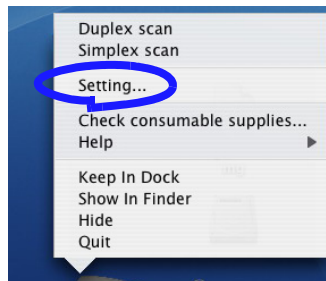 Duplex scan
Simplex scan
Setting...
Check consumable supplies...
Help
Keep In Dock
Show In Finder
Hide
Quit